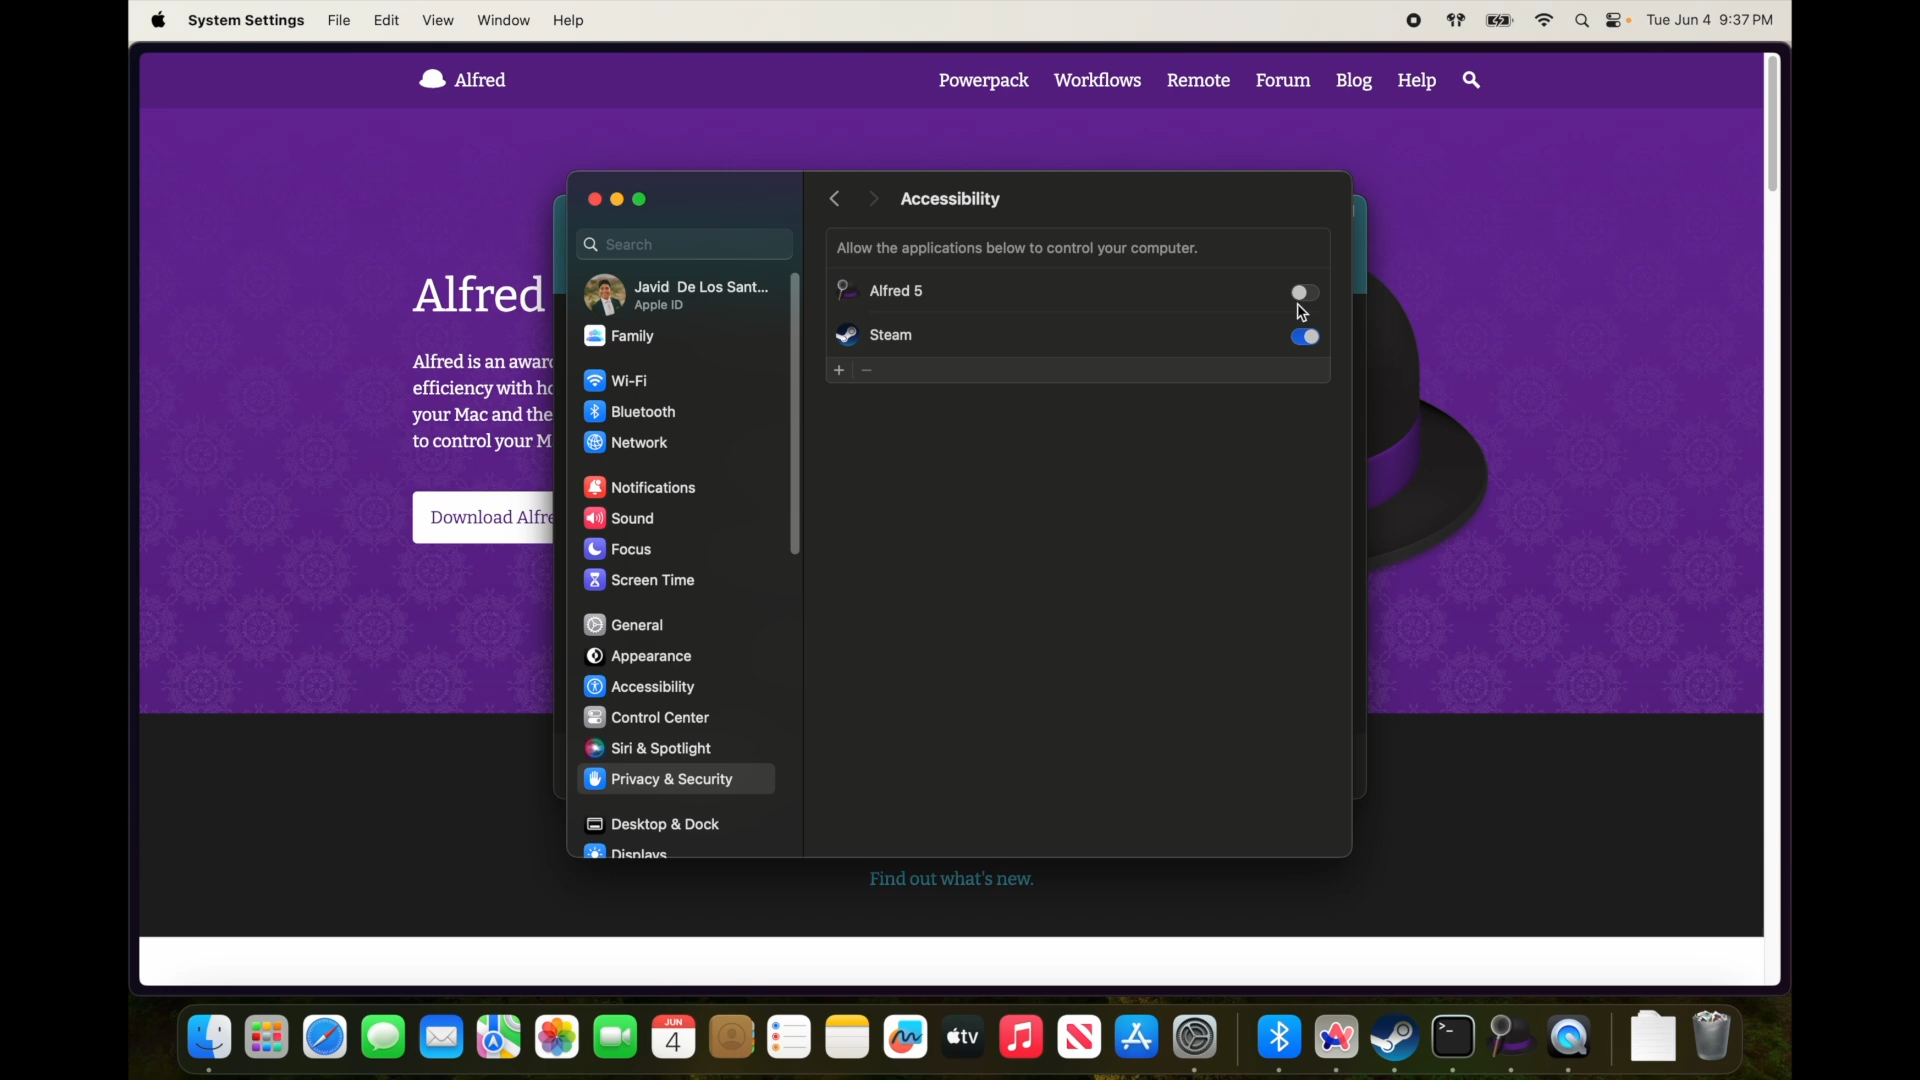 System Settings File Edit View Window Help Tue Jun 4 9:37 PM
Alfred Powerpack Workflows Remote Forum Blog Help
Accessibility
Search
Allow the applications below to control your computer.
Javid De Los Sant...
Apple ID
Alfred 5
Steam
+ −
Family
Wi-Fi
Bluetooth
Network
Notifications
Sound
Focus
Screen Time
General
Appearance
Accessibility
Control Center
Siri & Spotlight
Privacy & Security
Desktop & Dock
Displays
Alfred
Alfred is an awar
efficiency with ho
your Mac and the
to control your M
Download Alfre
Find out what's new.
JUN
4
tv